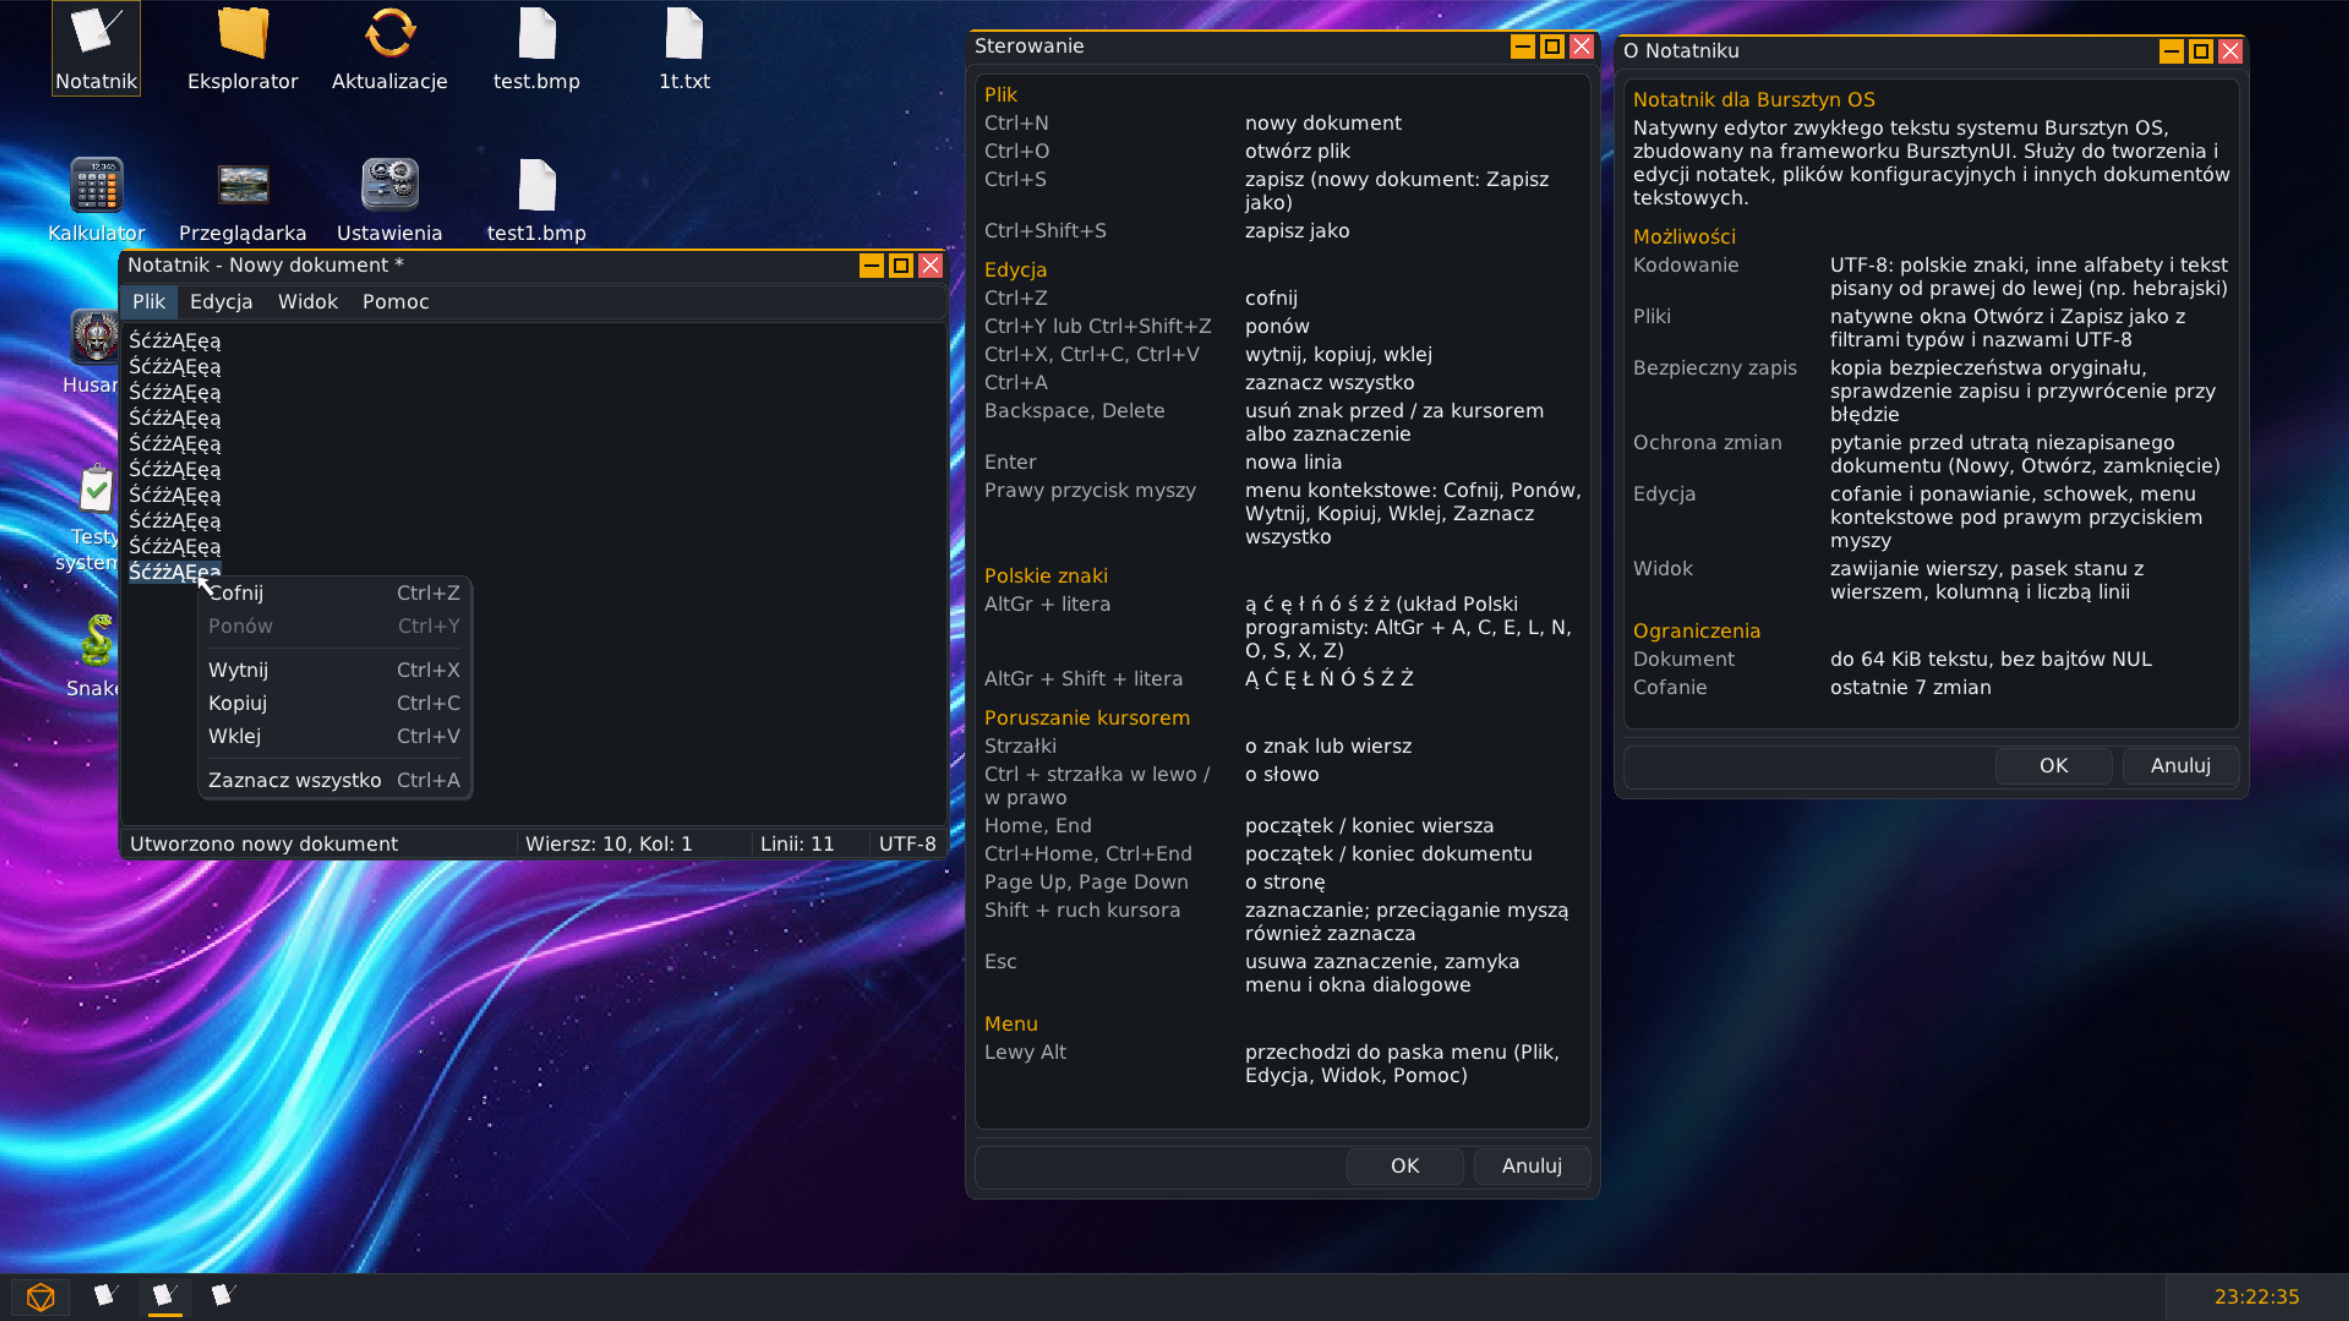 Notatnik
Eksplorator
Aktualizacje
test.bmp
1t.txt
Kalkulator
Przeglądarka
Ustawienia
test1.bmp
Testy
Notatnik - Nowy dokument *
Plik Edycja Widok Pomoc
ŚćźżĄĘęą
ŚćźżĄĘęą
ŚćźżĄĘęą
ŚćźżĄĘęą
ŚćźżĄĘęą
ŚćźżĄĘęą
ŚćźżĄĘęą
ŚćźżĄĘęą
ŚćźżĄĘęą
ŚćźżĄĘęą
Cofnij Ctrl+Z
Ponów Ctrl+Y
Wytnij Ctrl+X
Kopiuj Ctrl+C
Wklej Ctrl+V
Zaznacz wszystko Ctrl+A
Utworzono nowy dokument Wiersz: 10, Kol: 1 Linii: 11 UTF-8
Sterowanie
Plik
Ctrl+N nowy dokument
Ctrl+O otwórz plik
Ctrl+S zapisz (nowy dokument: Zapisz
jako)
Ctrl+Shift+S zapisz jako
Edycja
Ctrl+Z cofnij
Ctrl+Y lub Ctrl+Shift+Z ponów
Ctrl+X, Ctrl+C, Ctrl+V wytnij, kopiuj, wklej
Ctrl+A zaznacz wszystko
Backspace, Delete usuń znak przed / za kursorem
albo zaznaczenie
Enter nowa linia
Prawy przycisk myszy menu kontekstowe: Cofnij, Ponów,
Wytnij, Kopiuj, Wklej, Zaznacz
wszystko
Polskie znaki
AltGr + litera ą ć ę ł ń ó ś ź ż (układ Polski
programisty: AltGr + A, C, E, L, N,
O, S, X, Z)
AltGr + Shift + litera Ą Ć Ę Ł Ń Ó Ś Ź Ż
Poruszanie kursorem
Strzałki o znak lub wiersz
Ctrl + strzałka w lewo / o słowo
w prawo
Home, End początek / koniec wiersza
Ctrl+Home, Ctrl+End początek / koniec dokumentu
Page Up, Page Down o stronę
Shift + ruch kursora zaznaczanie; przeciąganie myszą
również zaznacza
Esc usuwa zaznaczenie, zamyka
menu i okna dialogowe
Menu
Lewy Alt przechodzi do paska menu (Plik,
Edycja, Widok, Pomoc)
OK Anuluj
O Notatniku
Notatnik dla Bursztyn OS
Natywny edytor zwykłego tekstu systemu Bursztyn OS,
zbudowany na frameworku BursztynUI. Służy do tworzenia i
edycji notatek, plików konfiguracyjnych i innych dokumentów
tekstowych.
Możliwości
Kodowanie UTF-8: polskie znaki, inne alfabety i tekst
pisany od prawej do lewej (np. hebrajski)
Pliki natywne okna Otwórz i Zapisz jako z
filtrami typów i nazwami UTF-8
Bezpieczny zapis kopia bezpieczeństwa oryginału,
sprawdzenie zapisu i przywrócenie przy
błędzie
Ochrona zmian pytanie przed utratą niezapisanego
dokumentu (Nowy, Otwórz, zamknięcie)
Edycja cofanie i ponawianie, schowek, menu
kontekstowe pod prawym przyciskiem
myszy
Widok zawijanie wierszy, pasek stanu z
wierszem, kolumną i liczbą linii
Ograniczenia
Dokument do 64 KiB tekstu, bez bajtów NUL
Cofanie ostatnie 7 zmian
OK Anuluj
23:22:35